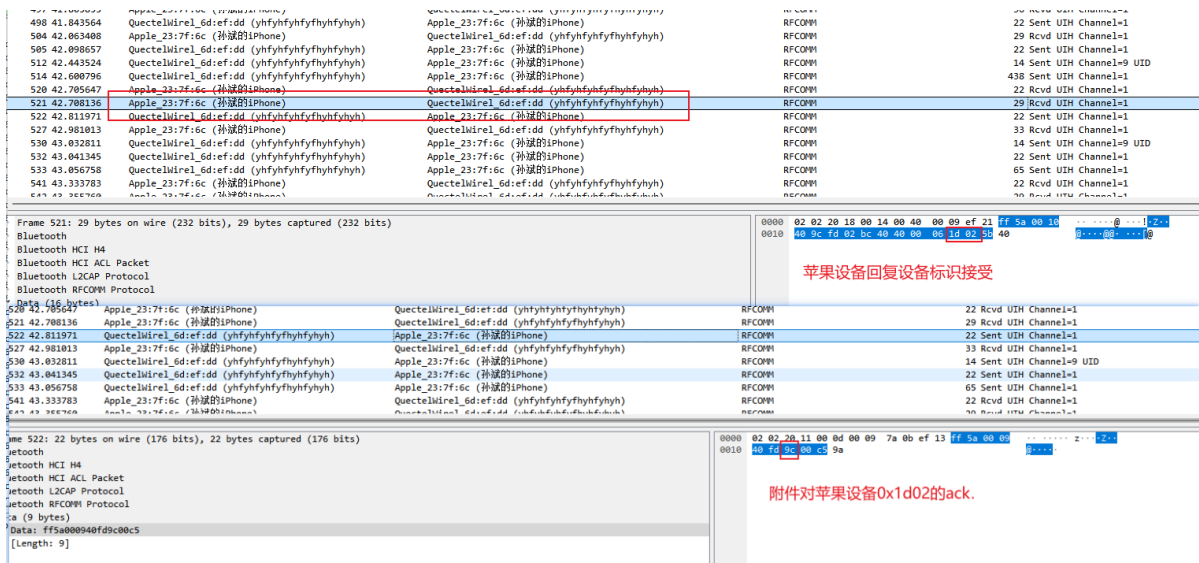 498 41.843564 QuectelWirel_6d:ef:dd (yhfyhfyhfyfhyhfyhyh) Apple_23:7f:6c (孙斌的iPhone) RFCOMM 22 Sent UIH Channel=1
504 42.063408 Apple_23:7f:6c (孙斌的iPhone) QuectelWirel_6d:ef:dd (yhfyhfyhfyfhyhfyhyh) RFCOMM 29 Rcvd UIH Channel=1
505 42.098657 QuectelWirel_6d:ef:dd (yhfyhfyhfyfhyhfyhyh) Apple_23:7f:6c (孙斌的iPhone) RFCOMM 22 Sent UIH Channel=1
512 42.443524 QuectelWirel_6d:ef:dd (yhfyhfyhfyfhyhfyhyh) Apple_23:7f:6c (孙斌的iPhone) RFCOMM 14 Sent UIH Channel=9 UID
514 42.600796 QuectelWirel_6d:ef:dd (yhfyhfyhfyfhyhfyhyh) Apple_23:7f:6c (孙斌的iPhone) RFCOMM 438 Sent UIH Channel=1
520 42.705647 Apple_23:7f:6c (孙斌的iPhone) QuectelWirel_6d:ef:dd (yhfyhfyhfyfhyhfyhyh) RFCOMM 22 Rcvd UIH Channel=1
521 42.708136 Apple_23:7f:6c (孙斌的iPhone) QuectelWirel_6d:ef:dd (yhfyhfyhfyfhyhfyhyh) RFCOMM 29 Rcvd UIH Channel=1
522 42.811971 QuectelWirel_6d:ef:dd (yhfyhfyhfyfhyhfyhyh) Apple_23:7f:6c (孙斌的iPhone) RFCOMM 22 Sent UIH Channel=1
527 42.981013 Apple_23:7f:6c (孙斌的iPhone) QuectelWirel_6d:ef:dd (yhfyhfyhfyfhyhfyhyh) RFCOMM 33 Rcvd UIH Channel=1
530 43.032811 QuectelWirel_6d:ef:dd (yhfyhfyhfyfhyhfyhyh) Apple_23:7f:6c (孙斌的iPhone) RFCOMM 14 Sent UIH Channel=9 UID
532 43.041345 QuectelWirel_6d:ef:dd (yhfyhfyhfyfhyhfyhyh) Apple_23:7f:6c (孙斌的iPhone) RFCOMM 22 Sent UIH Channel=1
533 43.056758 QuectelWirel_6d:ef:dd (yhfyhfyhfyfhyhfyhyh) Apple_23:7f:6c (孙斌的iPhone) RFCOMM 65 Sent UIH Channel=1
541 43.333783 Apple_23:7f:6c (孙斌的iPhone) QuectelWirel_6d:ef:dd (yhfyhfyhfyfhyhfyhyh) RFCOMM 22 Rcvd UIH Channel=1
Frame 521: 29 bytes on wire (232 bits), 29 bytes captured (232 bits)
Bluetooth
Bluetooth HCI H4
Bluetooth HCI ACL Packet
Bluetooth L2CAP Protocol
Bluetooth RFCOMM Protocol
Data (16 bytes)
0000 02 02 20 18 00 14 00 40 00 09 ef 21 ff 5a 00 10 .. ....@ ...!.Z..
0010 40 9c fd 02 bc 40 40 00 06 1d 02 5b 40 @....@@. ...[@
苹果设备回复设备标识接受
520 42.705647 Apple_23:7f:6c (孙斌的iPhone) QuectelWirel_6d:ef:dd (yhfyhfyhfyfhyhfyhyh) RFCOMM 22 Rcvd UIH Channel=1
521 42.708136 Apple_23:7f:6c (孙斌的iPhone) QuectelWirel_6d:ef:dd (yhfyhfyhfyfhyhfyhyh) RFCOMM 29 Rcvd UIH Channel=1
522 42.811971 QuectelWirel_6d:ef:dd (yhfyhfyhfyfhyhfyhyh) Apple_23:7f:6c (孙斌的iPhone) RFCOMM 22 Sent UIH Channel=1
527 42.981013 Apple_23:7f:6c (孙斌的iPhone) QuectelWirel_6d:ef:dd (yhfyhfyhfyfhyhfyhyh) RFCOMM 33 Rcvd UIH Channel=1
530 43.032811 QuectelWirel_6d:ef:dd (yhfyhfyhfyfhyhfyhyh) Apple_23:7f:6c (孙斌的iPhone) RFCOMM 14 Sent UIH Channel=9 UID
532 43.041345 QuectelWirel_6d:ef:dd (yhfyhfyhfyfhyhfyhyh) Apple_23:7f:6c (孙斌的iPhone) RFCOMM 22 Sent UIH Channel=1
533 43.056758 QuectelWirel_6d:ef:dd (yhfyhfyhfyfhyhfyhyh) Apple_23:7f:6c (孙斌的iPhone) RFCOMM 65 Sent UIH Channel=1
541 43.333783 Apple_23:7f:6c (孙斌的iPhone) QuectelWirel_6d:ef:dd (yhfyhfyhfyfhyhfyhyh) RFCOMM 22 Rcvd UIH Channel=1
ame 522: 22 bytes on wire (176 bits), 22 bytes captured (176 bits)
uetooth
uetooth HCI H4
uetooth HCI ACL Packet
uetooth L2CAP Protocol
uetooth RFCOMM Protocol
ta (9 bytes)
Data: ff5a000940fd9c00c5
[Length: 9]
0000 02 02 20 11 00 0d 00 09 7a 0b ef 13 ff 5a 00 09 .. ..... z....Z..
0010 40 fd 9c 00 c5 9a @.....
附件对苹果设备0x1d02的ack.